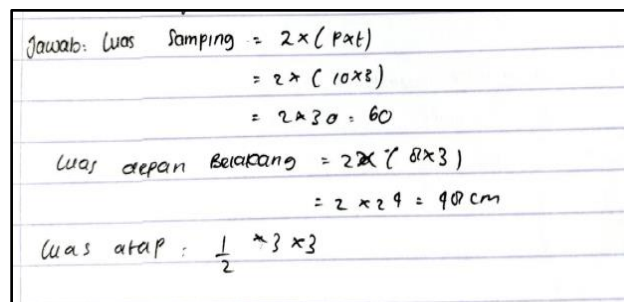 Jawab: Luas Samping = 2 × (p×t)
= 2 × ( 10×3)
= 2×30 = 60
Luas depan Belakang = 2 × ( 8×3)
= 2 × 24 = 48 cm
Luas atap : 1/2 × 3 × 3